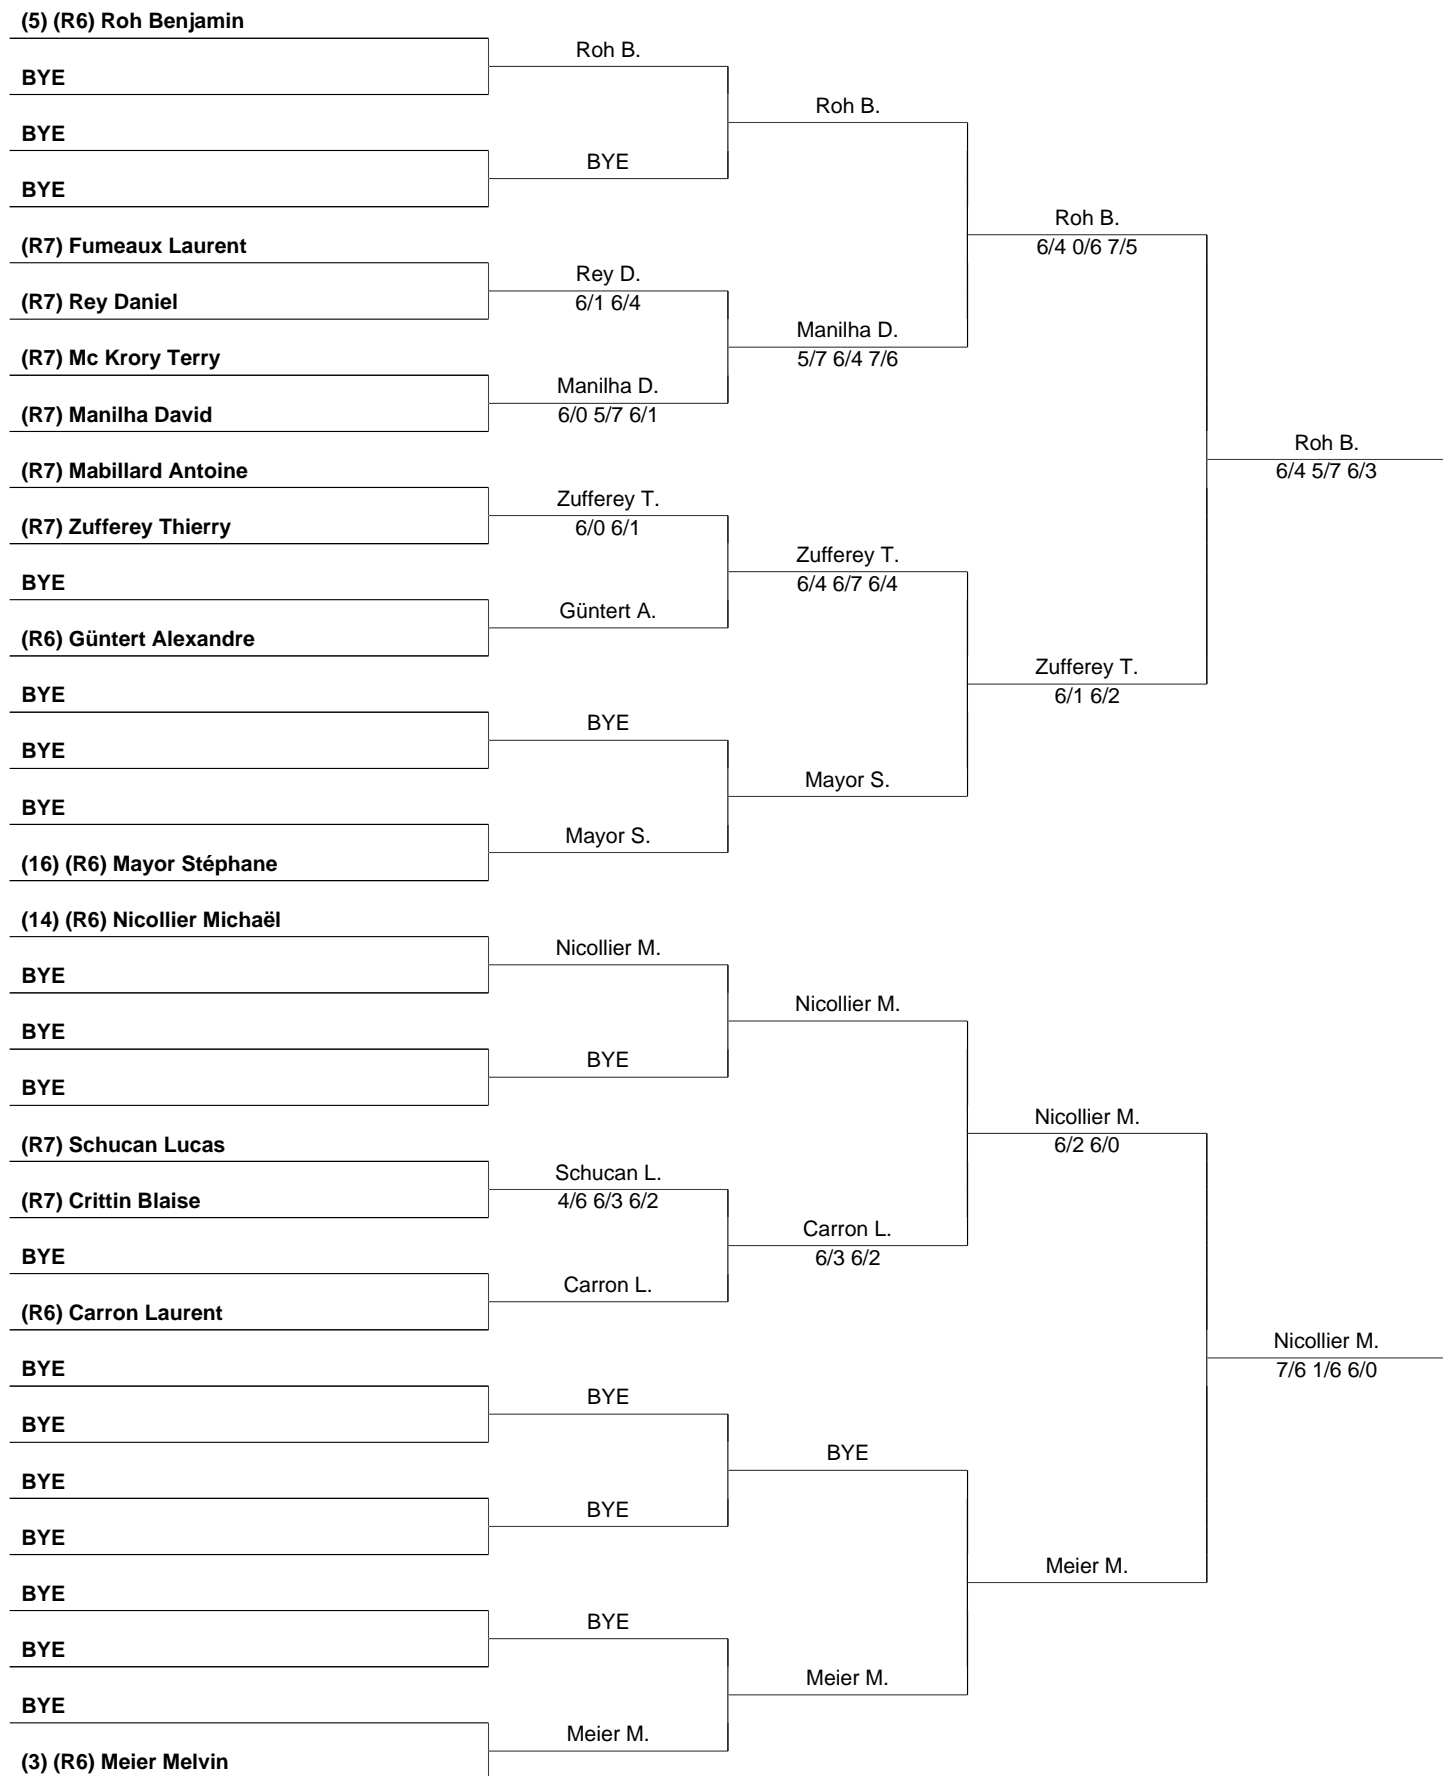 (5) (R6) Roh Benjamin
Roh B.
BYE
Roh B.
BYE
BYE
BYE
Roh B.
6/4 0/6 7/5
(R7) Fumeaux Laurent
Rey D.
6/1 6/4
(R7) Rey Daniel
Manilha D.
5/7 6/4 7/6
(R7) Mc Krory Terry
Manilha D.
6/0 5/7 6/1
(R7) Manilha David
Roh B.
6/4 5/7 6/3
(R7) Mabillard Antoine
Zufferey T.
6/0 6/1
(R7) Zufferey Thierry
Zufferey T.
6/4 6/7 6/4
BYE
Güntert A.
(R6) Güntert Alexandre
Zufferey T.
6/1 6/2
BYE
BYE
BYE
Mayor S.
BYE
Mayor S.
(16) (R6) Mayor Stéphane
(14) (R6) Nicollier Michaël
Nicollier M.
BYE
Nicollier M.
BYE
BYE
BYE
Nicollier M.
6/2 6/0
(R7) Schucan Lucas
Schucan L.
4/6 6/3 6/2
(R7) Crittin Blaise
Carron L.
6/3 6/2
BYE
Carron L.
(R6) Carron Laurent
Nicollier M.
7/6 1/6 6/0
BYE
BYE
BYE
BYE
BYE
BYE
BYE
Meier M.
BYE
BYE
BYE
Meier M.
BYE
Meier M.
(3) (R6) Meier Melvin